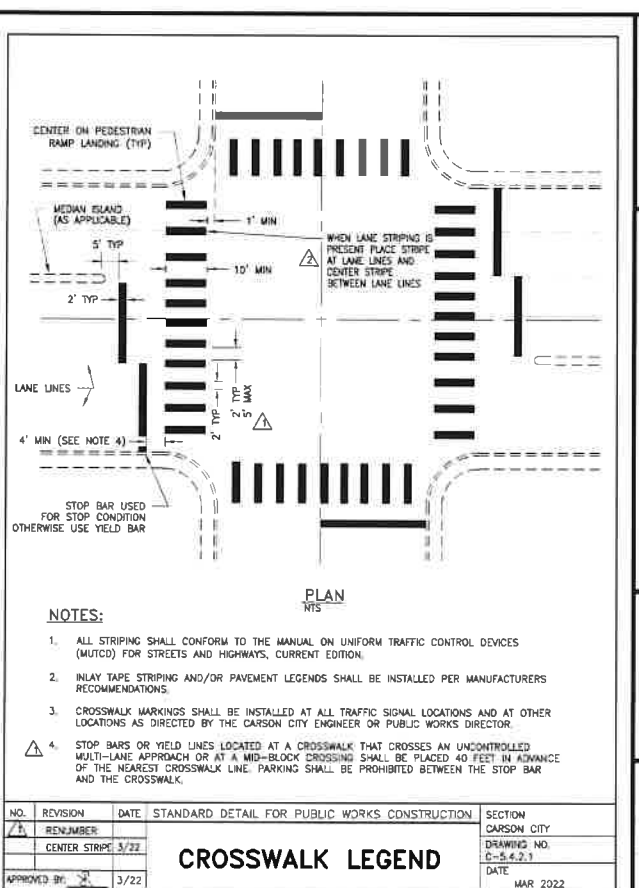 CENTER ON PEDESTRIAN
RAMP LANDING (TYP)
MEDIAN ISLAND
(AS APPLICABLE)
5' TYP
1' MIN
WHEN LANE STRIPING IS
PRESENT PLACE STRIPE
AT LANE LINES AND
CENTER STRIPE
BETWEEN LANE LINES
2
10' MIN
2' TYP
LANE LINES
2' TYP
2' TYP
5' MAX
1
4' MIN (SEE NOTE 4)
STOP BAR USED
FOR STOP CONDITION
OTHERWISE USE YIELD BAR
PLAN
NTS
NOTES:
1. ALL STRIPING SHALL CONFORM TO THE MANUAL ON UNIFORM TRAFFIC CONTROL DEVICES
(MUTCD) FOR STREETS AND HIGHWAYS, CURRENT EDITION.
2. INLAY TAPE STRIPING AND/OR PAVEMENT LEGENDS SHALL BE INSTALLED PER MANUFACTURERS
RECOMMENDATIONS.
3. CROSSWALK MARKINGS SHALL BE INSTALLED AT ALL TRAFFIC SIGNAL LOCATIONS AND AT OTHER
LOCATIONS AS DIRECTED BY THE CARSON CITY ENGINEER OR PUBLIC WORKS DIRECTOR.
1 4. STOP BARS OR YIELD LINES LOCATED AT A CROSSWALK THAT CROSSES AN UNCONTROLLED
MULTI-LANE APPROACH OR AT A MID-BLOCK CROSSING SHALL BE PLACED 40 FEET IN ADVANCE
OF THE NEAREST CROSSWALK LINE. PARKING SHALL BE PROHIBITED BETWEEN THE STOP BAR
AND THE CROSSWALK.
NO. REVISION DATE STANDARD DETAIL FOR PUBLIC WORKS CONSTRUCTION SECTION
1 RENUMBER CARSON CITY
CENTER STRIPE 3/22 DRAWING NO.
C-5.4.2.1
CROSSWALK LEGEND
APPROVED BY: 3/22 DATE
MAR 2022